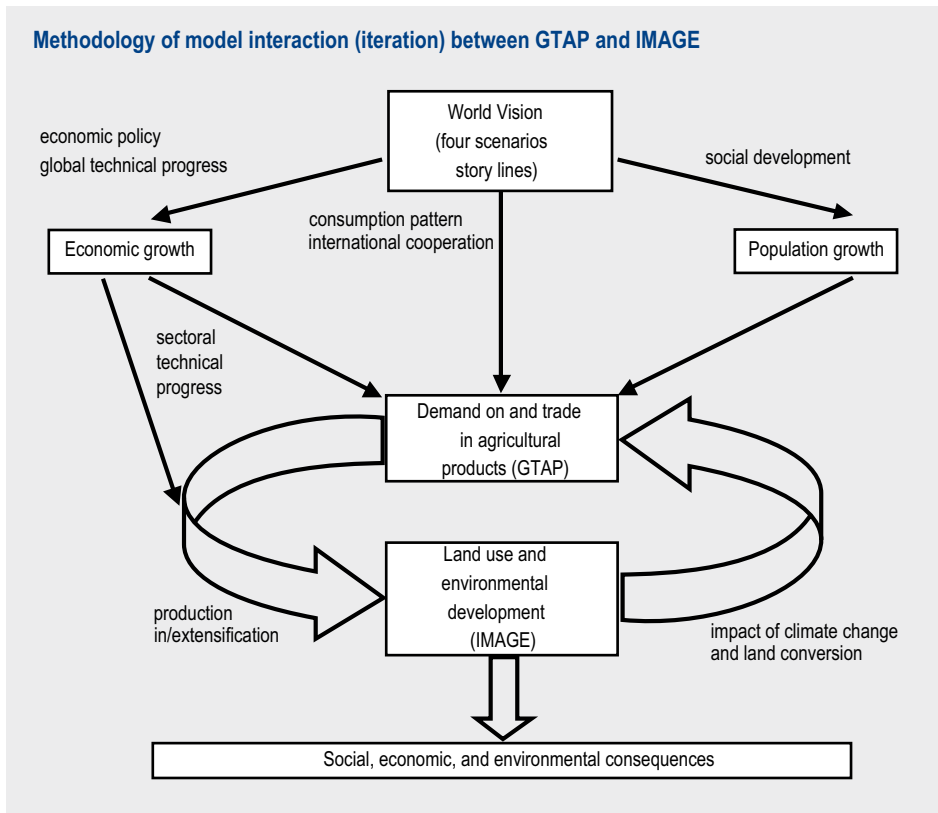 Methodology of model interaction (iteration) between GTAP and IMAGE
World Vision
(four scenarios
story lines)
economic policy
global technical progress
social development
consumption pattern
international cooperation
Economic growth
Population growth
sectoral
technical
progress
Demand on and trade
in agricultural
products (GTAP)
Land use and
environmental
development
(IMAGE)
production
in/extensification
impact of climate change
and land conversion
Social, economic, and environmental consequences